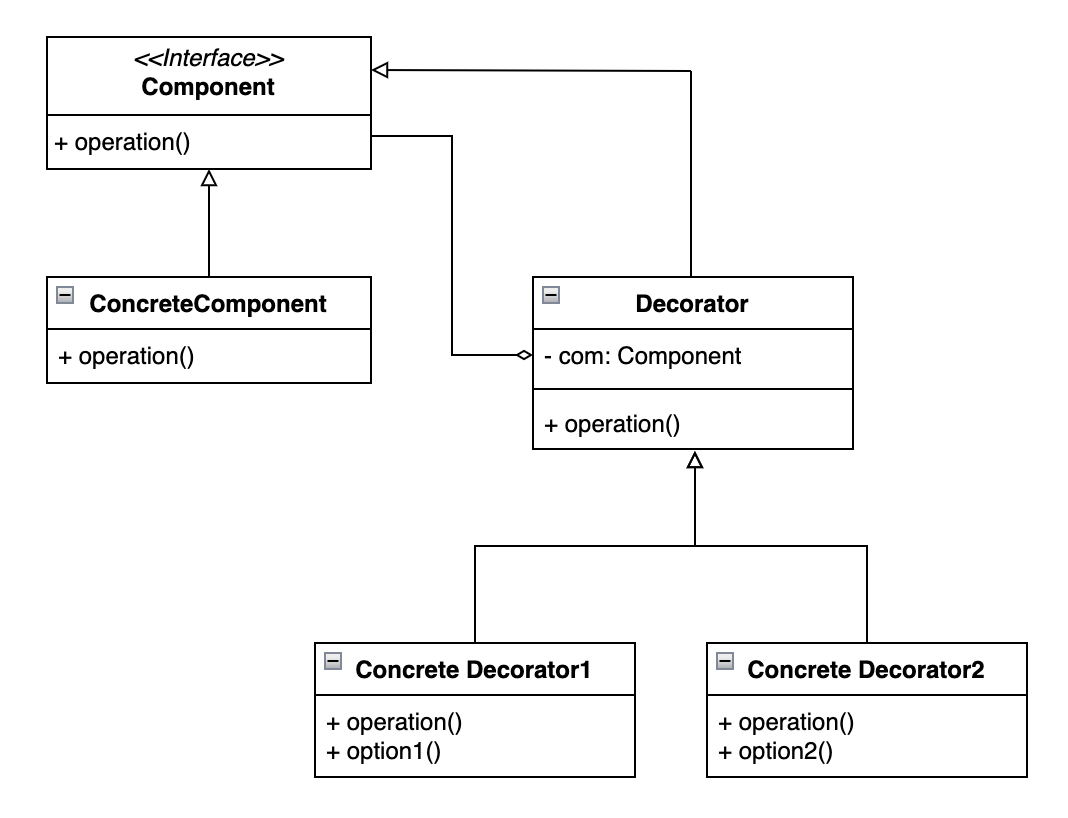 <<Interface>>
Component
+ operation()
ConcreteComponent
+ operation()
Decorator
- com: Component
+ operation()
Concrete Decorator1
+ operation()
+ option1()
Concrete Decorator2
+ operation()
+ option2()